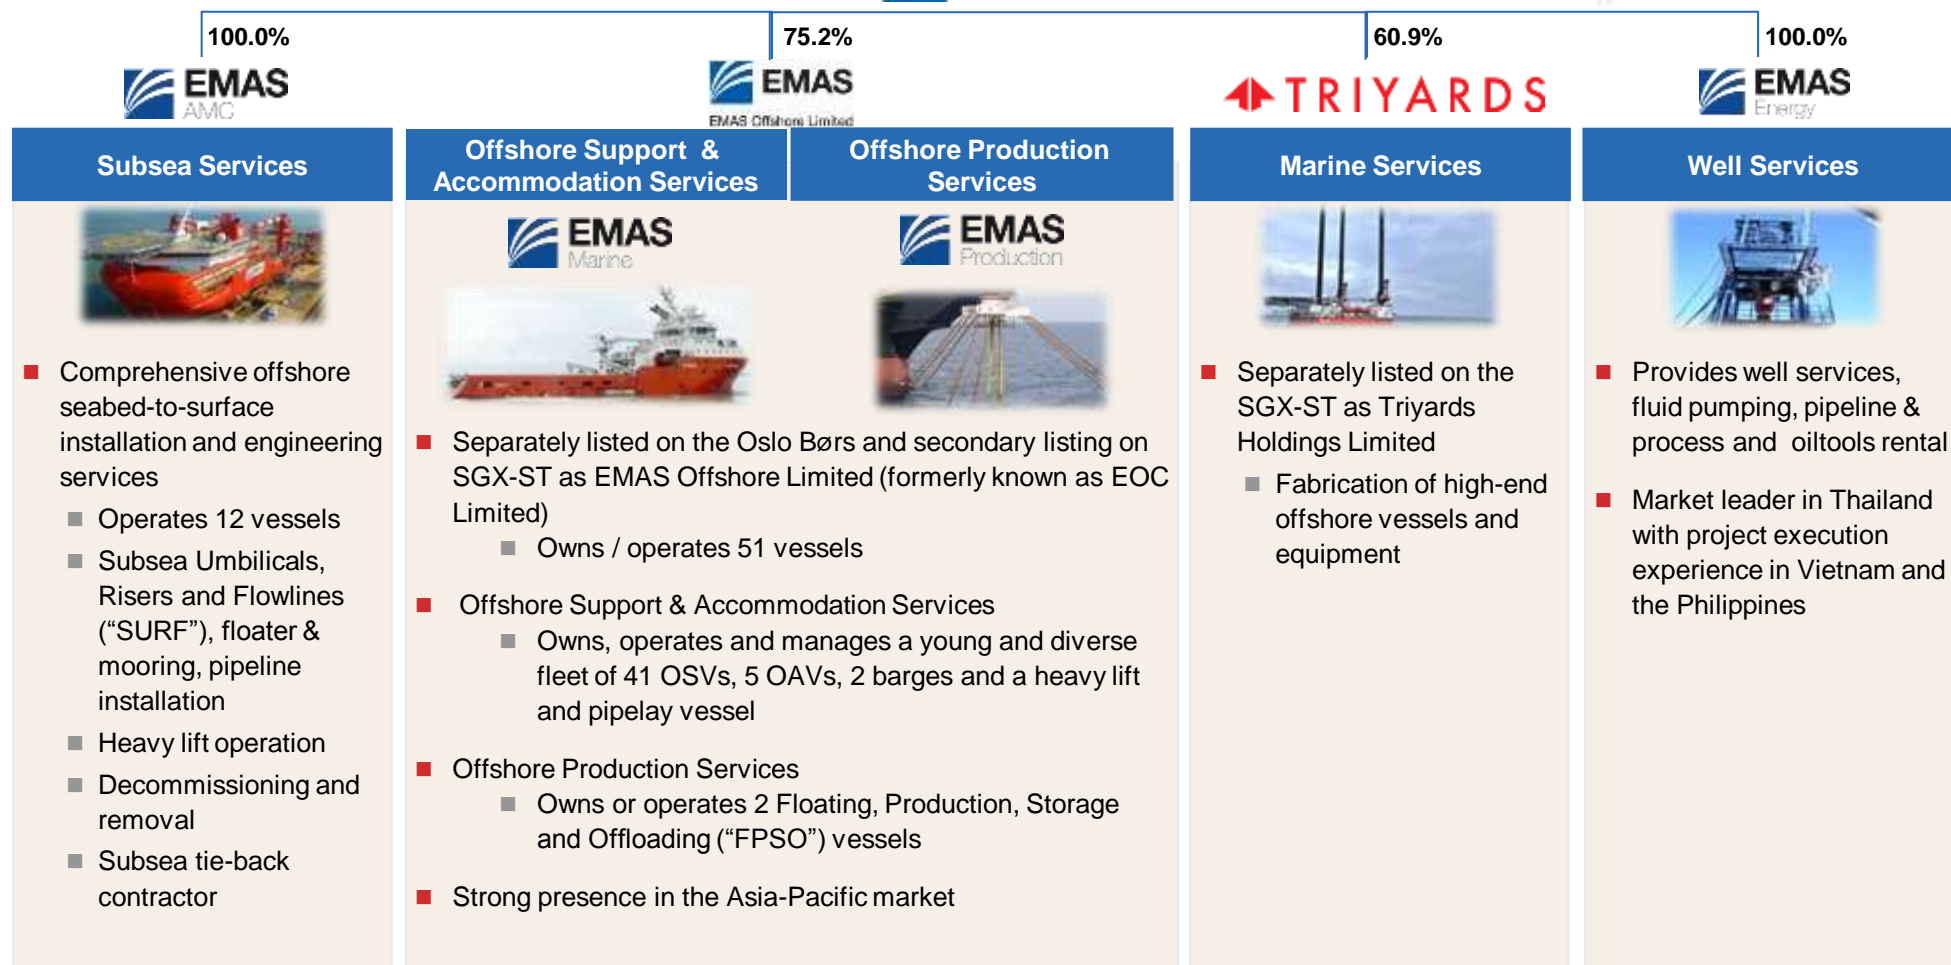 100.0%
75.2%
60.9%
100.0%
EMAS
AMC
EMAS
EMAS Offshore Limited
TRIYARDS
EMAS
Energy
Subsea Services
Offshore Support &
Accommodation Services
Offshore Production
Services
Marine Services
Well Services
EMAS
Marine
EMAS
Production
Comprehensive offshore
seabed-to-surface
installation and engineering
services
Operates 12 vessels
Subsea Umbilicals,
Risers and Flowlines
(“SURF”), floater &
mooring, pipeline
installation
Heavy lift operation
Decommissioning and
removal
Subsea tie-back
contractor
Separately listed on the Oslo Børs and secondary listing on
SGX-ST as EMAS Offshore Limited (formerly known as EOC
Limited)
Owns / operates 51 vessels
Offshore Support & Accommodation Services
Owns, operates and manages a young and diverse
fleet of 41 OSVs, 5 OAVs, 2 barges and a heavy lift
and pipelay vessel
Offshore Production Services
Owns or operates 2 Floating, Production, Storage
and Offloading (“FPSO”) vessels
Strong presence in the Asia-Pacific market
Separately listed on the
SGX-ST as Triyards
Holdings Limited
Fabrication of high-end
offshore vessels and
equipment
Provides well services,
fluid pumping, pipeline &
process and oiltools rental
Market leader in Thailand
with project execution
experience in Vietnam and
the Philippines